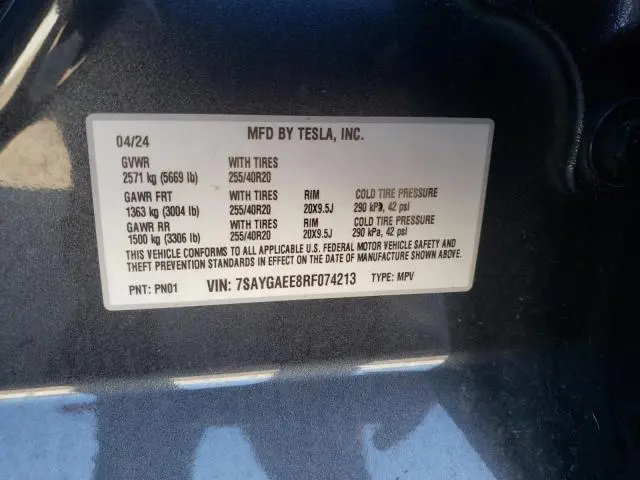 04/24 MFD BY TESLA, INC.
GVWR WITH TIRES
2571 kg (5669 lb) 255/40R20
GAWR FRT WITH TIRES RIM COLD TIRE PRESSURE
1363 kg (3004 lb) 255/40R20 20X9.5J 290 kPa, 42 psi
GAWR RR WITH TIRES RIM COLD TIRE PRESSURE
1500 kg (3306 lb) 255/40R20 20X9.5J 290 kPa, 42 psi
THIS VEHICLE CONFORMS TO ALL APPLICABLE U.S. FEDERAL MOTOR VEHICLE SAFETY AND
THEFT PREVENTION STANDARDS IN EFFECT ON THE DATE OF MANUFACTURE SHOWN ABOVE.
PNT: PN01 VIN: 7SAYGAEE8RF074213 TYPE: MPV